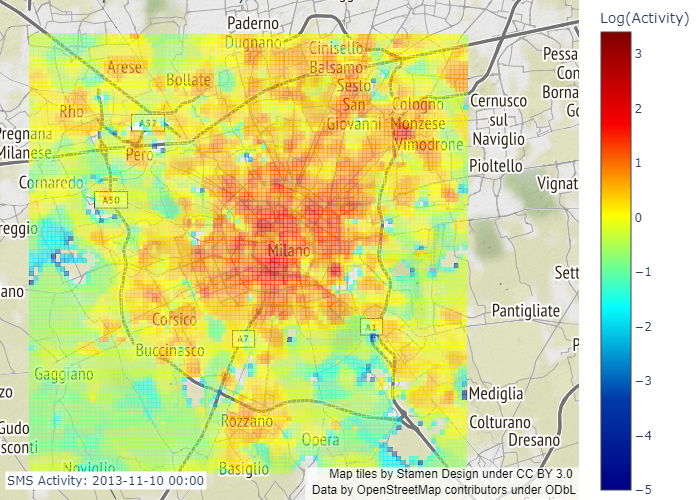 Log(Activity)
Paderno
Dugnano
Cinisello
Balsamo
Arese
Bollate
Sesto
San
Giovanni
Rho
Cologno
Monzese
Vimodrone
Cernusco
sul
Naviglio
Pessa
Con
Borna
Go
A52
Pregnana
Milanese
Pero
Pioltello
Cornaredo
Vignat
A50
reggio
Milano
Sett
ano
Pantigliate
Corsico
A7
A1
P
Buccinasco
Gaggiano
zo
Mediglia
Rozzano
Colturano
Gudo
sconti
Opera
Dresano
Noviglio
Basiglio
SMS Activity: 2013-11-10 00:00
Map tiles by Stamen Design under CC BY 3.0
Data by OpenStreetMap contributors under ODbL
3
2
1
0
−1
−2
−3
−4
−5